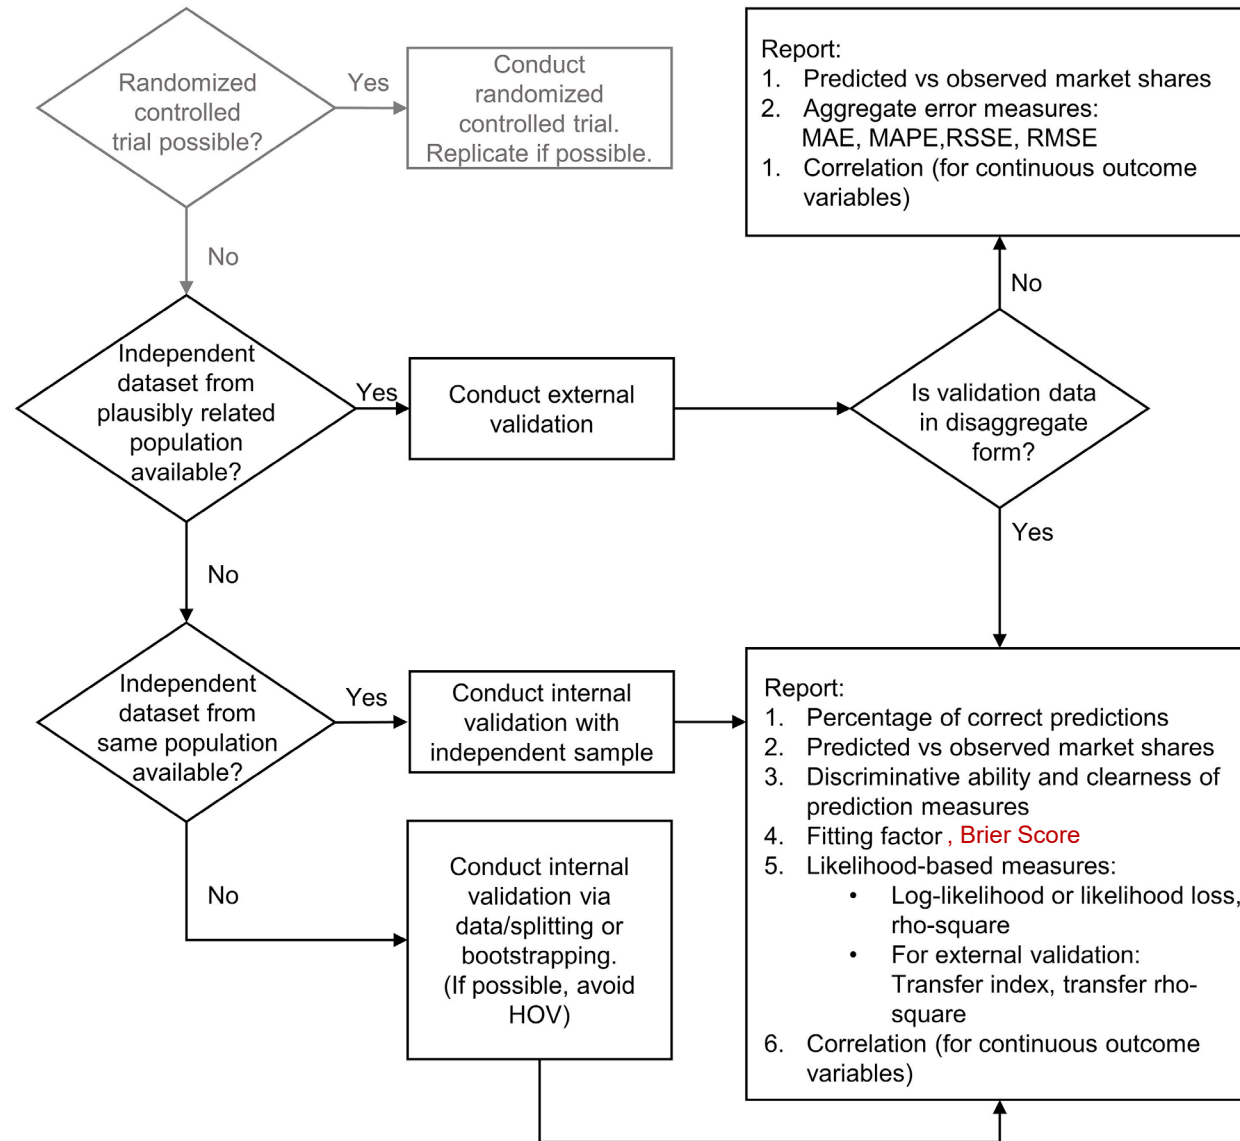 Randomized
controlled
trial possible?
Yes
Conduct
randomized
controlled trial.
Replicate if possible.
No
Independent
dataset from
plausibly related
population
available?
Yes
Conduct external
validation
Is validation data
in disaggregate
form?
No
Report:
1. Predicted vs observed market shares
2. Aggregate error measures:
MAE, MAPE,RSSE, RMSE
1. Correlation (for continuous outcome
variables)
Yes
No
Independent
dataset from
same population
available?
Yes
Conduct internal
validation with
independent sample
No
Conduct internal
validation via
data/splitting or
bootstrapping.
(If possible, avoid
HOV)
Report:
1. Percentage of correct predictions
2. Predicted vs observed market shares
3. Discriminative ability and clearness of
prediction measures
4. Fitting factor , Brier Score
5. Likelihood-based measures:
• Log-likelihood or likelihood loss,
rho-square
• For external validation:
Transfer index, transfer rho-
square
6. Correlation (for continuous outcome
variables)